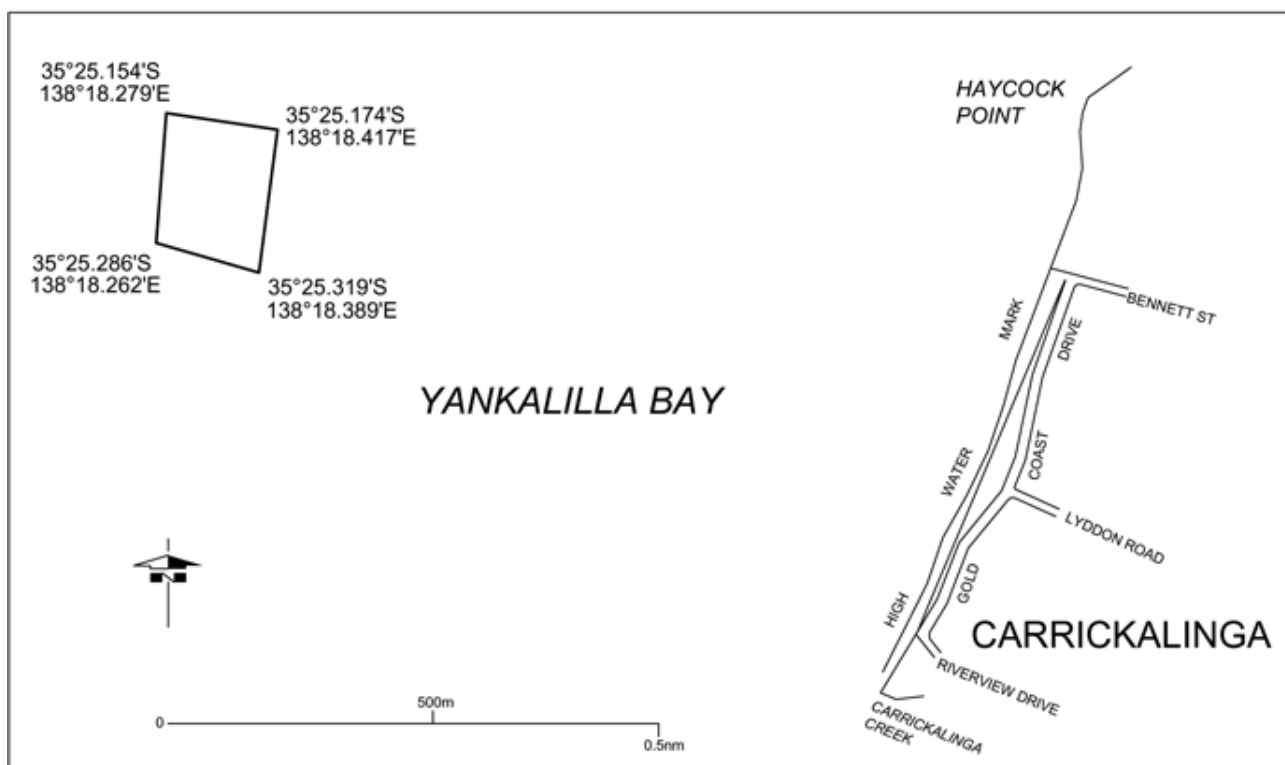 35°25.154'S
138°18.279'E
35°25.174'S
138°18.417'E
35°25.286'S
138°18.262'E
35°25.319'S
138°18.389'E
HAYCOCK
POINT
BENNETT ST
MARK
DRIVE
YANKALILLA BAY
COAST
WATER
LYDDON ROAD
GOLD
HIGH
CARRICKALINGA
RIVERVIEW DRIVE
CARRICKALINGA
CREEK
N
0
500m
0.5nm